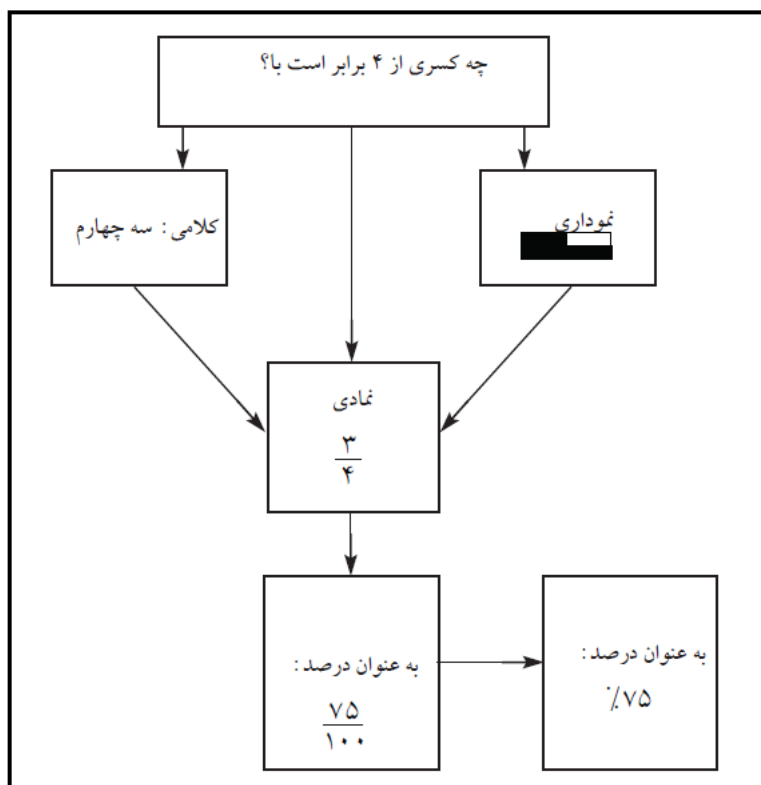 چه کسری از ۴ برابر است با؟
نموداری
کلامی: سه چهارم
نمادی
۳
۴
به عنوان درصد:
۷۵
۱۰۰
به عنوان درصد:
٪۷۵